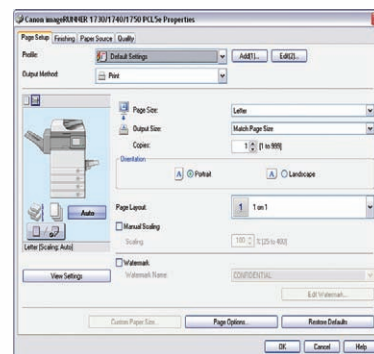 Canon imageRUNNER 1730/1740/1750 PCL5e Properties
Page Setup Finishing Paper Source Quality
Profile: Default Settings Add[1]... Edit[2]...
Output Method: Print
Page Size: Letter
Output Size: Match Page Size
Copies: 1 [1 to 999]
Orientation
A Portrait A Landscape
Page Layout: 1 1 on 1
Auto
Manual Scaling
Scaling: 100 % [25 to 400]
Letter [Scaling: Auto]
Watermark
View Settings
Watermark Name: CONFIDENTIAL
Edit Watermark...
Custom Paper Size... Page Options... Restore Defaults
OK Cancel Help